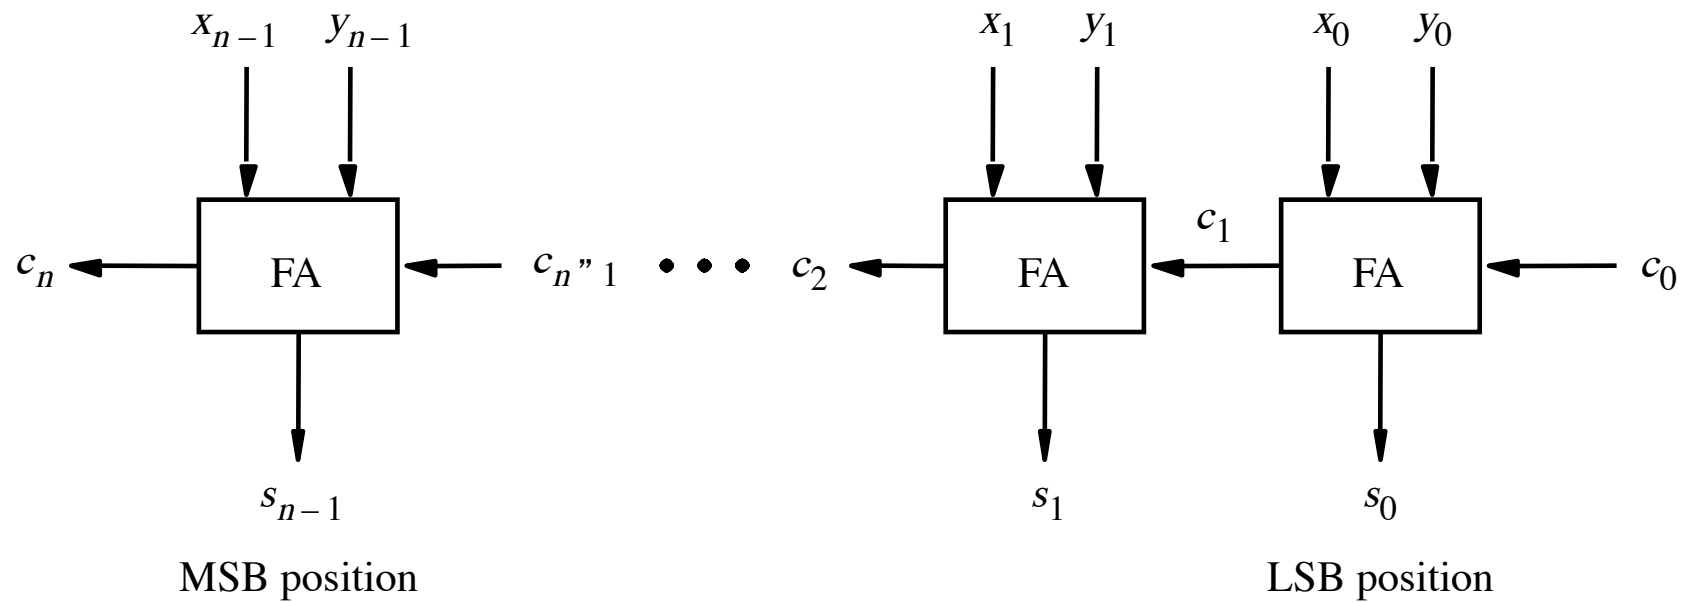 x_{n – 1} y_{n – 1} x_1 y_1 x_0 y_0
c_1
c_n FA c_{n ” 1} • • • c_2 FA FA c_0
s_{n – 1} s_1 s_0
MSB position LSB position